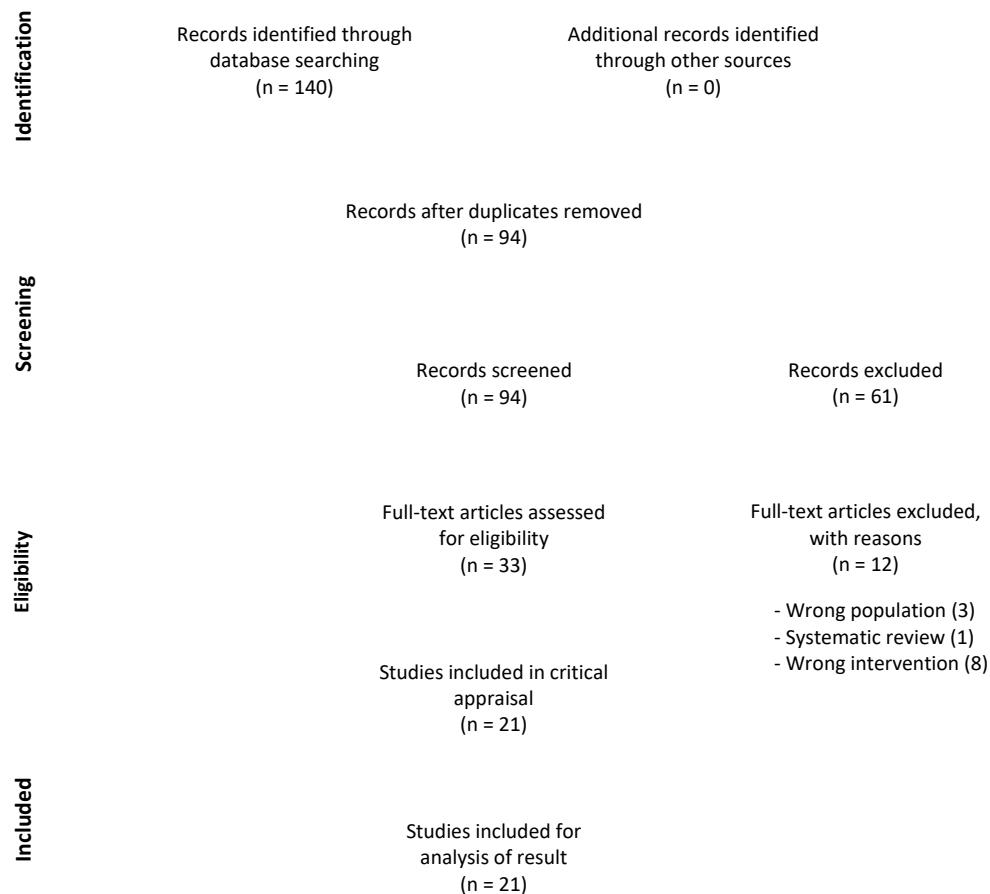 Identification
Records identified through
database searching
(n = 140)
Additional records identified
through other sources
(n = 0)
Screening
Records after duplicates removed
(n = 94)
Records screened
(n = 94)
Records excluded
(n = 61)
Eligibility
Full-text articles assessed
for eligibility
(n = 33)
Full-text articles excluded,
with reasons
(n = 12)
- Wrong population (3)
- Systematic review (1)
- Wrong intervention (8)
Studies included in critical
appraisal
(n = 21)
Included
Studies included for
analysis of result
(n = 21)